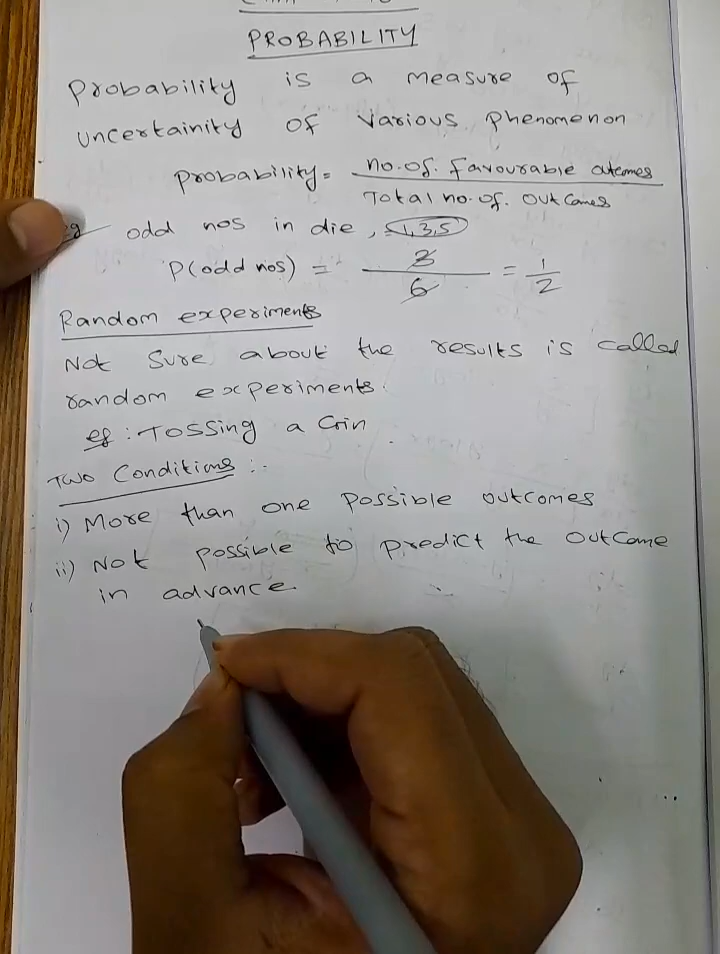 PROBABILITY
Probability is a measure of
uncertainity of various phenomenon
Probability = no.of. favourable outcomes
Total no.of. outcomes
odd nos in die, 1,3,5
P(odd nos) = 3/6 = 1/2
Random experiments
Not sure about the results is called
random experiments.
eg: Tossing a coin
Two Conditions :-
i) More than one possible outcomes
ii) Not possible to predict the outcome
in advance